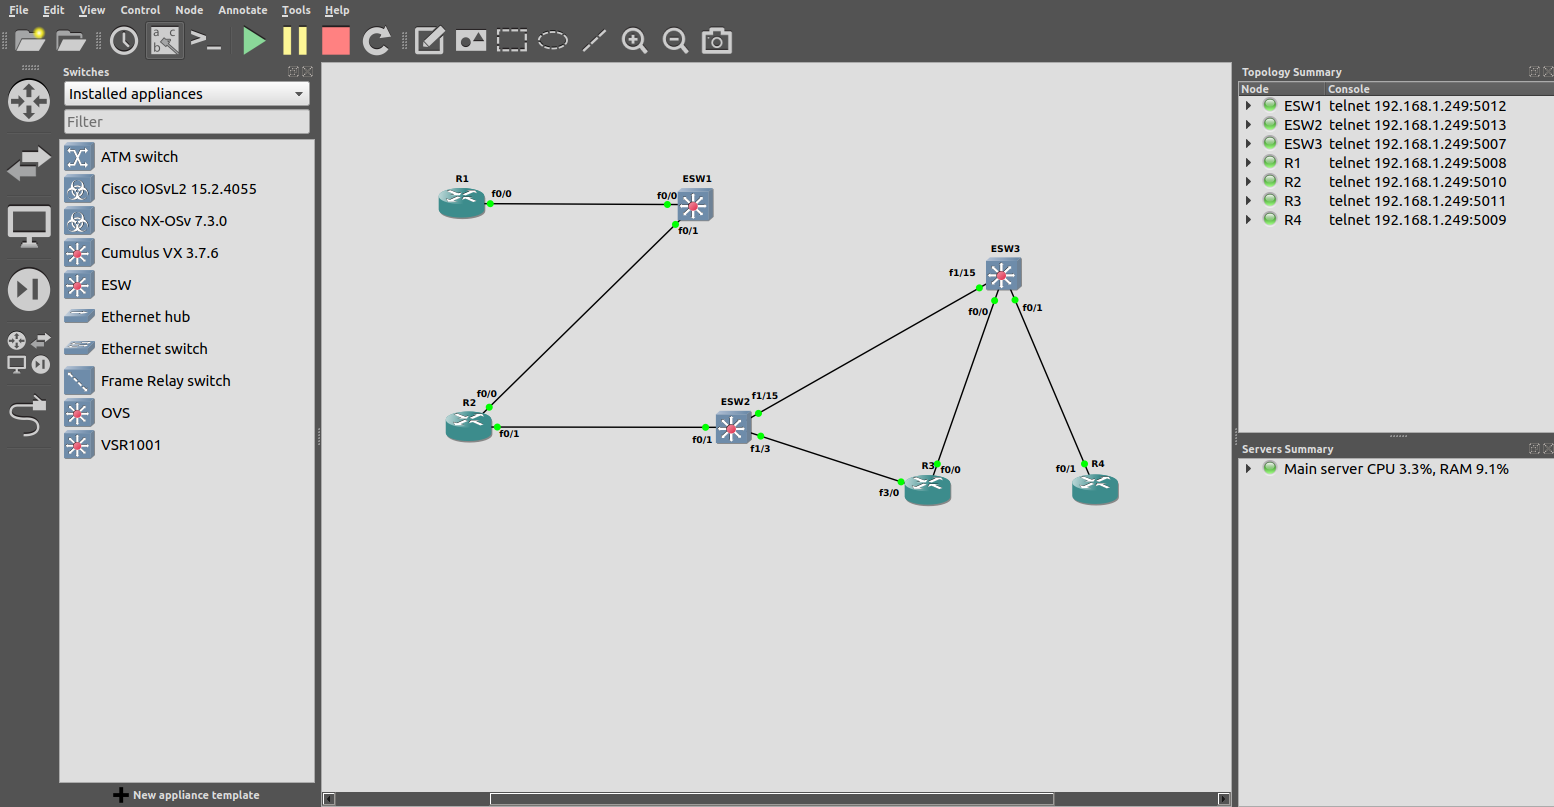 File Edit View Control Node Annotate Tools Help
Switches
Installed appliances
Filter
ATM switch
Cisco IOSvL2 15.2.4055
Cisco NX-OSv 7.3.0
Cumulus VX 3.7.6
ESW
Ethernet hub
Ethernet switch
Frame Relay switch
OVS
VSR1001
New appliance template
R1
f0/0
ESW1
f0/0
f0/1
ESW3
f1/15
f0/0
f0/1
R2
f0/0
f0/1
ESW2
f1/15
f0/1
f1/3
R3
f0/0
f3/0
R4
f0/1
Topology Summary
Node Console
ESW1 telnet 192.168.1.249:5012
ESW2 telnet 192.168.1.249:5013
ESW3 telnet 192.168.1.249:5007
R1 telnet 192.168.1.249:5008
R2 telnet 192.168.1.249:5010
R3 telnet 192.168.1.249:5011
R4 telnet 192.168.1.249:5009
Servers Summary
Main server CPU 3.3%, RAM 9.1%